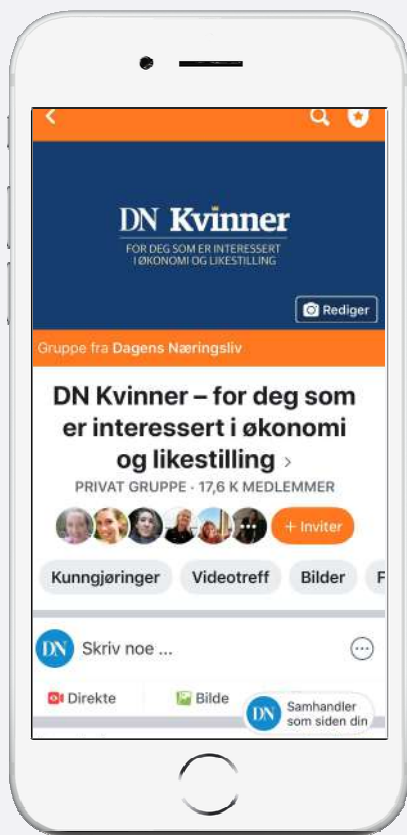 DN Kvinner
FOR DEG SOM ER INTERESSERT
I ØKONOMI OG LIKESTILLING
Rediger
Gruppe fra Dagens Næringsliv
DN Kvinner – for deg som
er interessert i økonomi
og likestilling >
PRIVAT GRUPPE · 17,6 K MEDLEMMER
+ Inviter
Kunngjøringer Videotreff Bilder F
DN Skriv noe ...
Direkte Bilde
DN Samhandler
som siden din